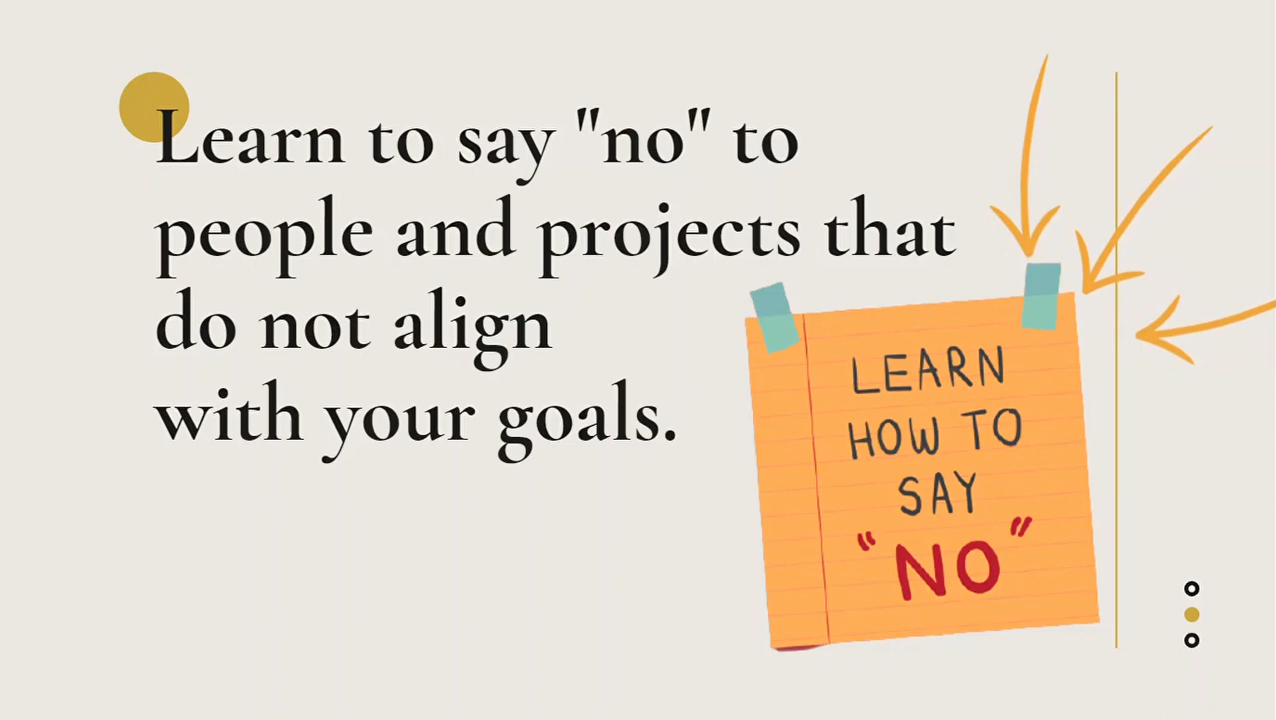 Learn to say "no" to
people and projects that
do not align
with your goals.
LEARN
HOW TO
SAY
“NO”